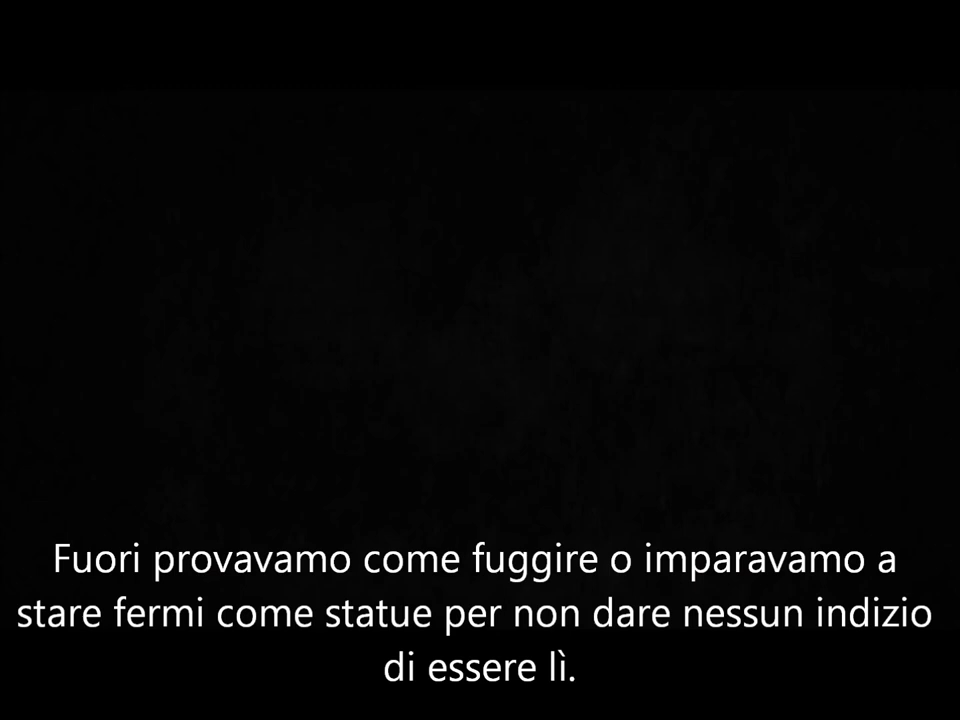 Fuori provavamo come fuggire o imparavamo a
stare fermi come statue per non dare nessun indizio
di essere lì.